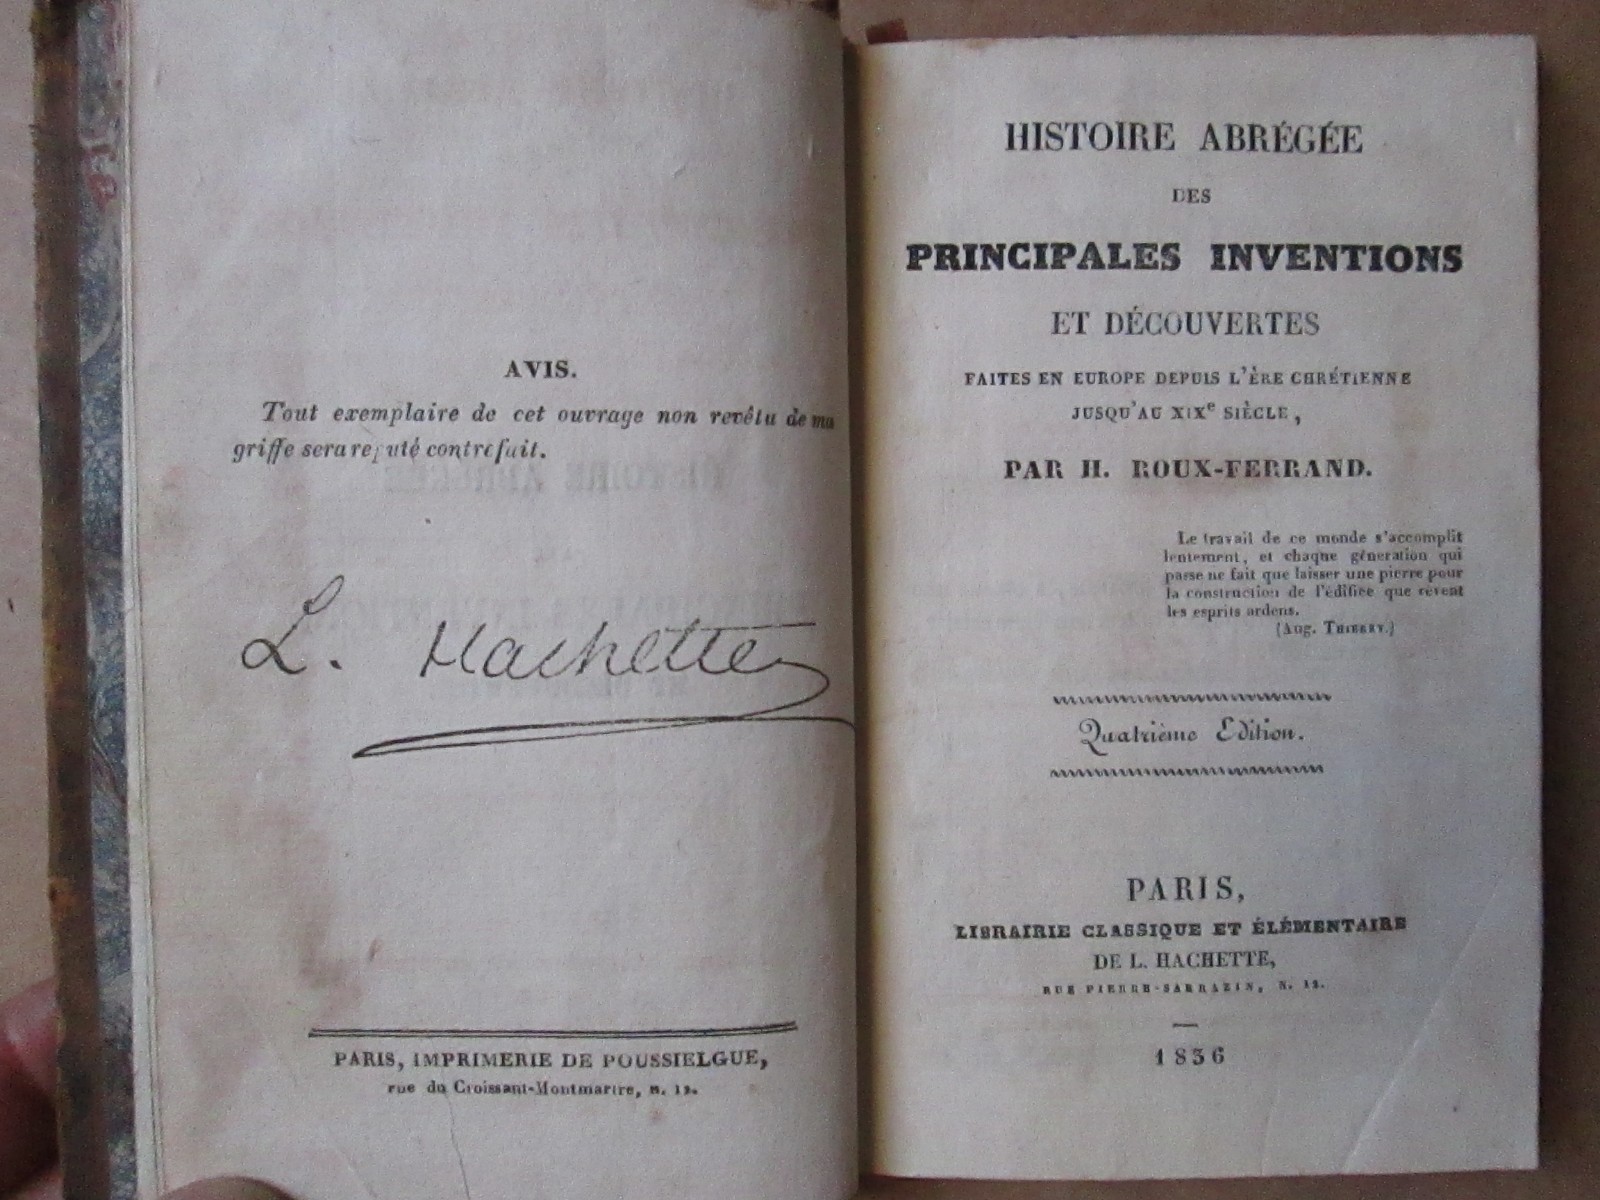 AVIS.
Tout exemplaire de cet ouvrage non revêtu de ma
griffe sera reputé contrefait.
L. Hachette
PARIS, IMPRIMERIE DE POUSSIELGUE,
rue du Croissant-Montmartre, n. 12.
HISTOIRE ABRÉGÉE
DES
PRINCIPALES INVENTIONS
ET DÉCOUVERTES
FAITES EN EUROPE DEPUIS L'ÈRE CHRÉTIENNE
JUSQU'AU XIXe SIÈCLE,
PAR H. ROUX-FERRAND.
Le travail de ce monde s'accomplit
lentement, et chaque génération qui
passe ne fait que laisser une pierre pour
la construction de l'édifice que rêvent
les esprits ardens.
(Aug. THIERRY.)
Quatrième Edition.
PARIS,
LIBRAIRIE CLASSIQUE ET ÉLÉMENTAIRE
DE L. HACHETTE,
RUE PIERRE-SARRAZIN, N. 12.
1836